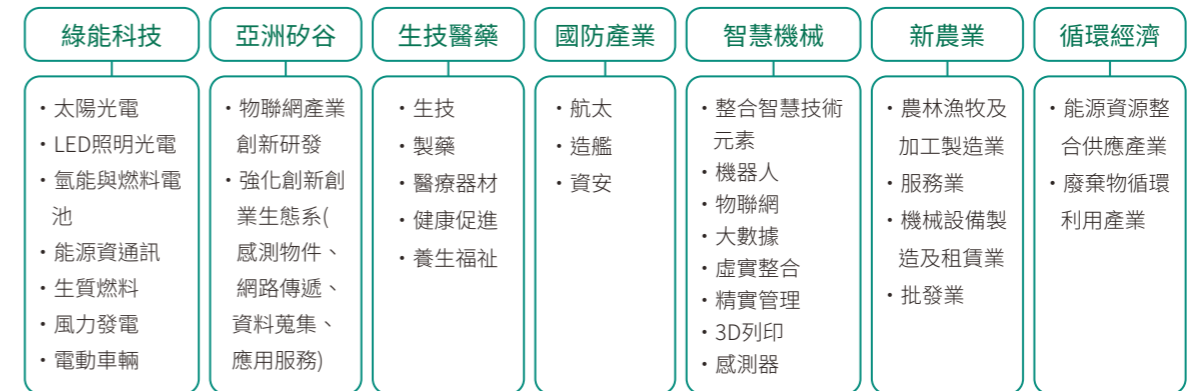 綠能科技
・太陽光電
・LED照明光電
・氫能與燃料電
池
・能源資通訊
・生質燃料
・風力發電
・電動車輛
亞洲矽谷
・物聯網產業
創新研發
・強化創新創
業生態系(
感測物件、
網路傳遞、
資料蒐集、
應用服務)
生技醫藥
・生技
・製藥
・醫療器材
・健康促進
・養生福祉
國防產業
・航太
・造艦
・資安
智慧機械
・整合智慧技術
元素
・機器人
・物聯網
・大數據
・虛實整合
・精實管理
・3D列印
・感測器
新農業
・農林漁牧及
加工製造業
・服務業
・機械設備製
造及租賃業
・批發業
循環經濟
・能源資源整
合供應產業
・廢棄物循環
利用產業